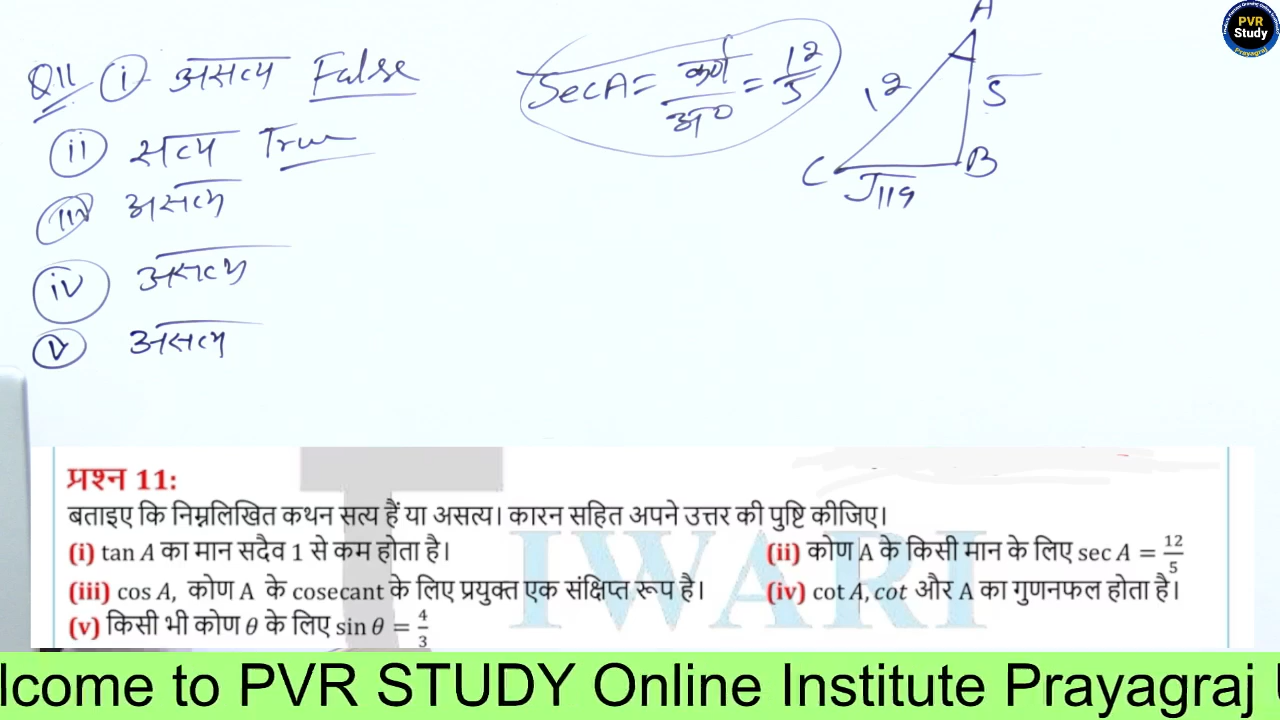 Q11 (i) असत्य False
(ii) सत्य True
(iii) असत्य
(iv) असत्य
(v) असत्य
SecA = कर्ण/अ० = 12/5
A
12
5
C
B
√119
PVR
Study
Prayagraj
प्रश्न 11:
बताइए कि निम्नलिखित कथन सत्य हैं या असत्य। कारन सहित अपने उत्तर की पुष्टि कीजिए।
(i) tan A का मान सदैव 1 से कम होता है। (ii) कोण A के किसी मान के लिए sec A = 12/5
(iii) cos A, कोण A के cosecant के लिए प्रयुक्त एक संक्षिप्त रूप है। (iv) cot A, cot और A का गुणनफल होता है।
(v) किसी भी कोण θ के लिए sin θ = 4/3
TIWARI
lcome to PVR STUDY Online Institute Prayagraj U